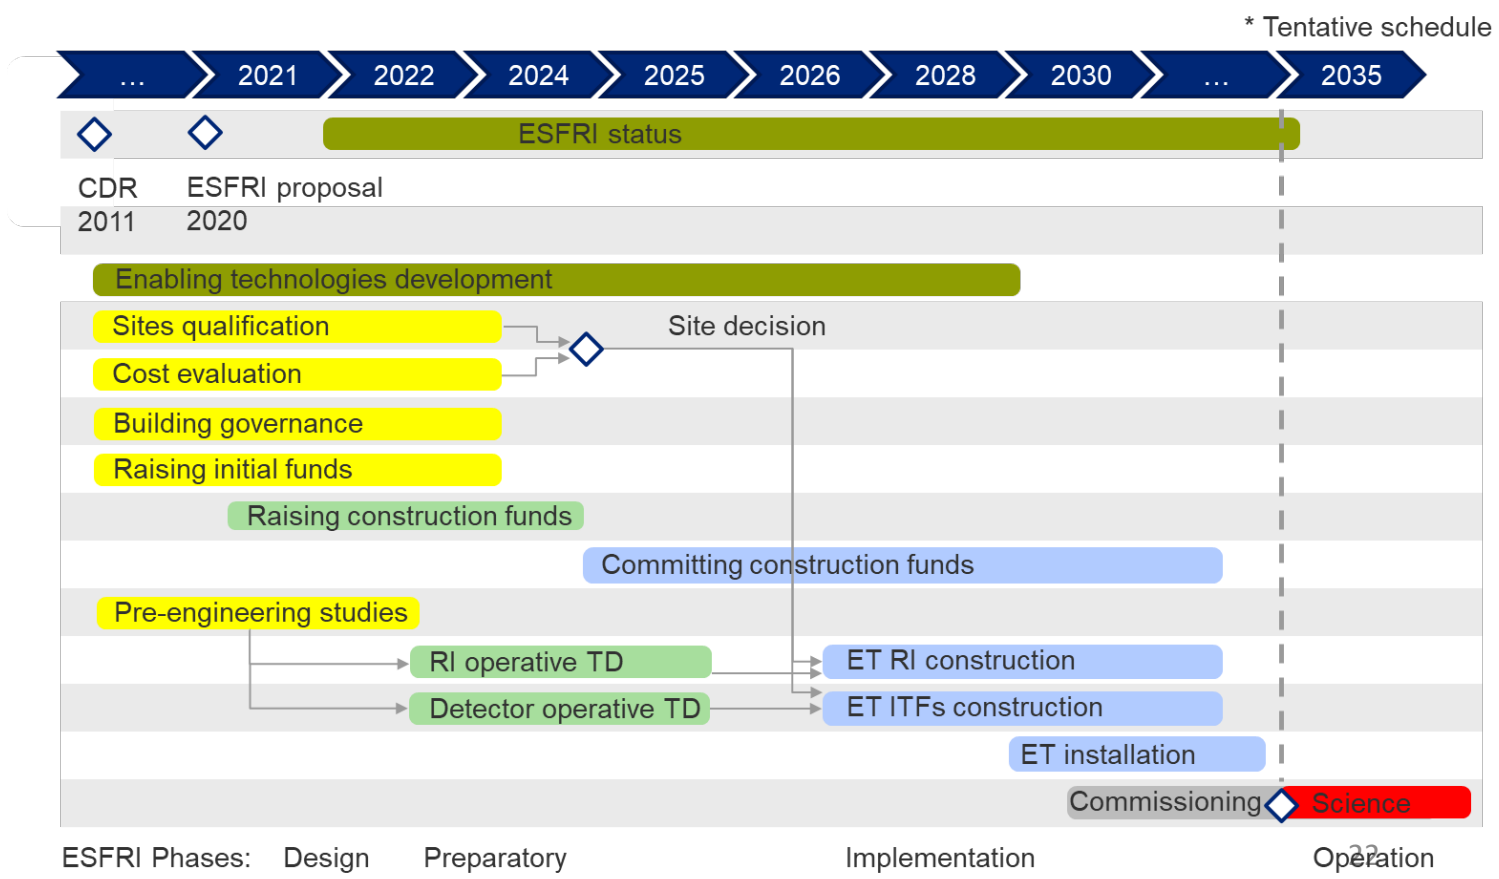 * Tentative schedule
... 2021 2022 2024 2025 2026 2028 2030 ... 2035
ESFRI status
CDR
2011
ESFRI proposal
2020
Enabling technologies development
Sites qualification
Site decision
Cost evaluation
Building governance
Raising initial funds
Raising construction funds
Committing construction funds
Pre-engineering studies
RI operative TD
ET RI construction
Detector operative TD
ET ITFs construction
ET installation
Commissioning
Science
ESFRI Phases: Design Preparatory Implementation Operation
22